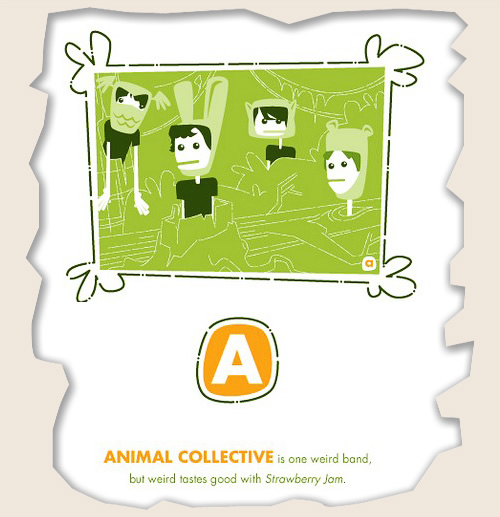 a
A
ANIMAL COLLECTIVE is one weird band,
but weird tastes good with Strawberry Jam.